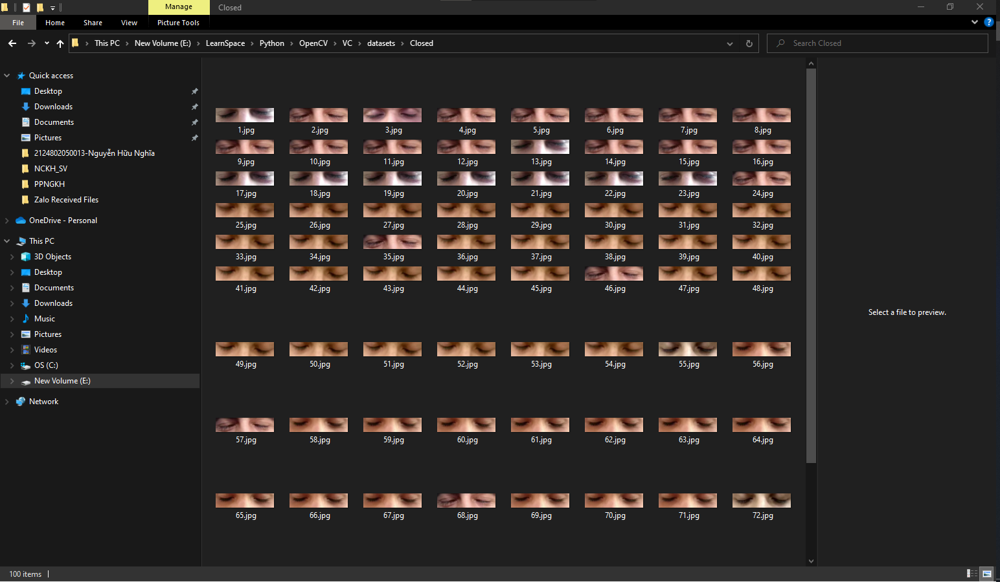 Manage
Closed
File
Home
Share
View
Picture Tools
This PC
New Volume (E:)
LearnSpace
Python
OpenCV
VC
datasets
Closed
Search Closed
Quick access
Desktop
Downloads
Documents
Pictures
2124802050013-Nguyễn Hữu Nghĩa
NCKH_SV
PPNGKH
Zalo Received Files
OneDrive - Personal
This PC
3D Objects
Desktop
Documents
Downloads
Music
Pictures
Videos
OS (C:)
New Volume (E:)
Network
1.jpg 2.jpg 3.jpg 4.jpg 5.jpg 6.jpg 7.jpg 8.jpg
9.jpg 10.jpg 11.jpg 12.jpg 13.jpg 14.jpg 15.jpg 16.jpg
17.jpg 18.jpg 19.jpg 20.jpg 21.jpg 22.jpg 23.jpg 24.jpg
25.jpg 26.jpg 27.jpg 28.jpg 29.jpg 30.jpg 31.jpg 32.jpg
33.jpg 34.jpg 35.jpg 36.jpg 37.jpg 38.jpg 39.jpg 40.jpg
41.jpg 42.jpg 43.jpg 44.jpg 45.jpg 46.jpg 47.jpg 48.jpg
49.jpg 50.jpg 51.jpg 52.jpg 53.jpg 54.jpg 55.jpg 56.jpg
57.jpg 58.jpg 59.jpg 60.jpg 61.jpg 62.jpg 63.jpg 64.jpg
65.jpg 66.jpg 67.jpg 68.jpg 69.jpg 70.jpg 71.jpg 72.jpg
Select a file to preview.
100 items